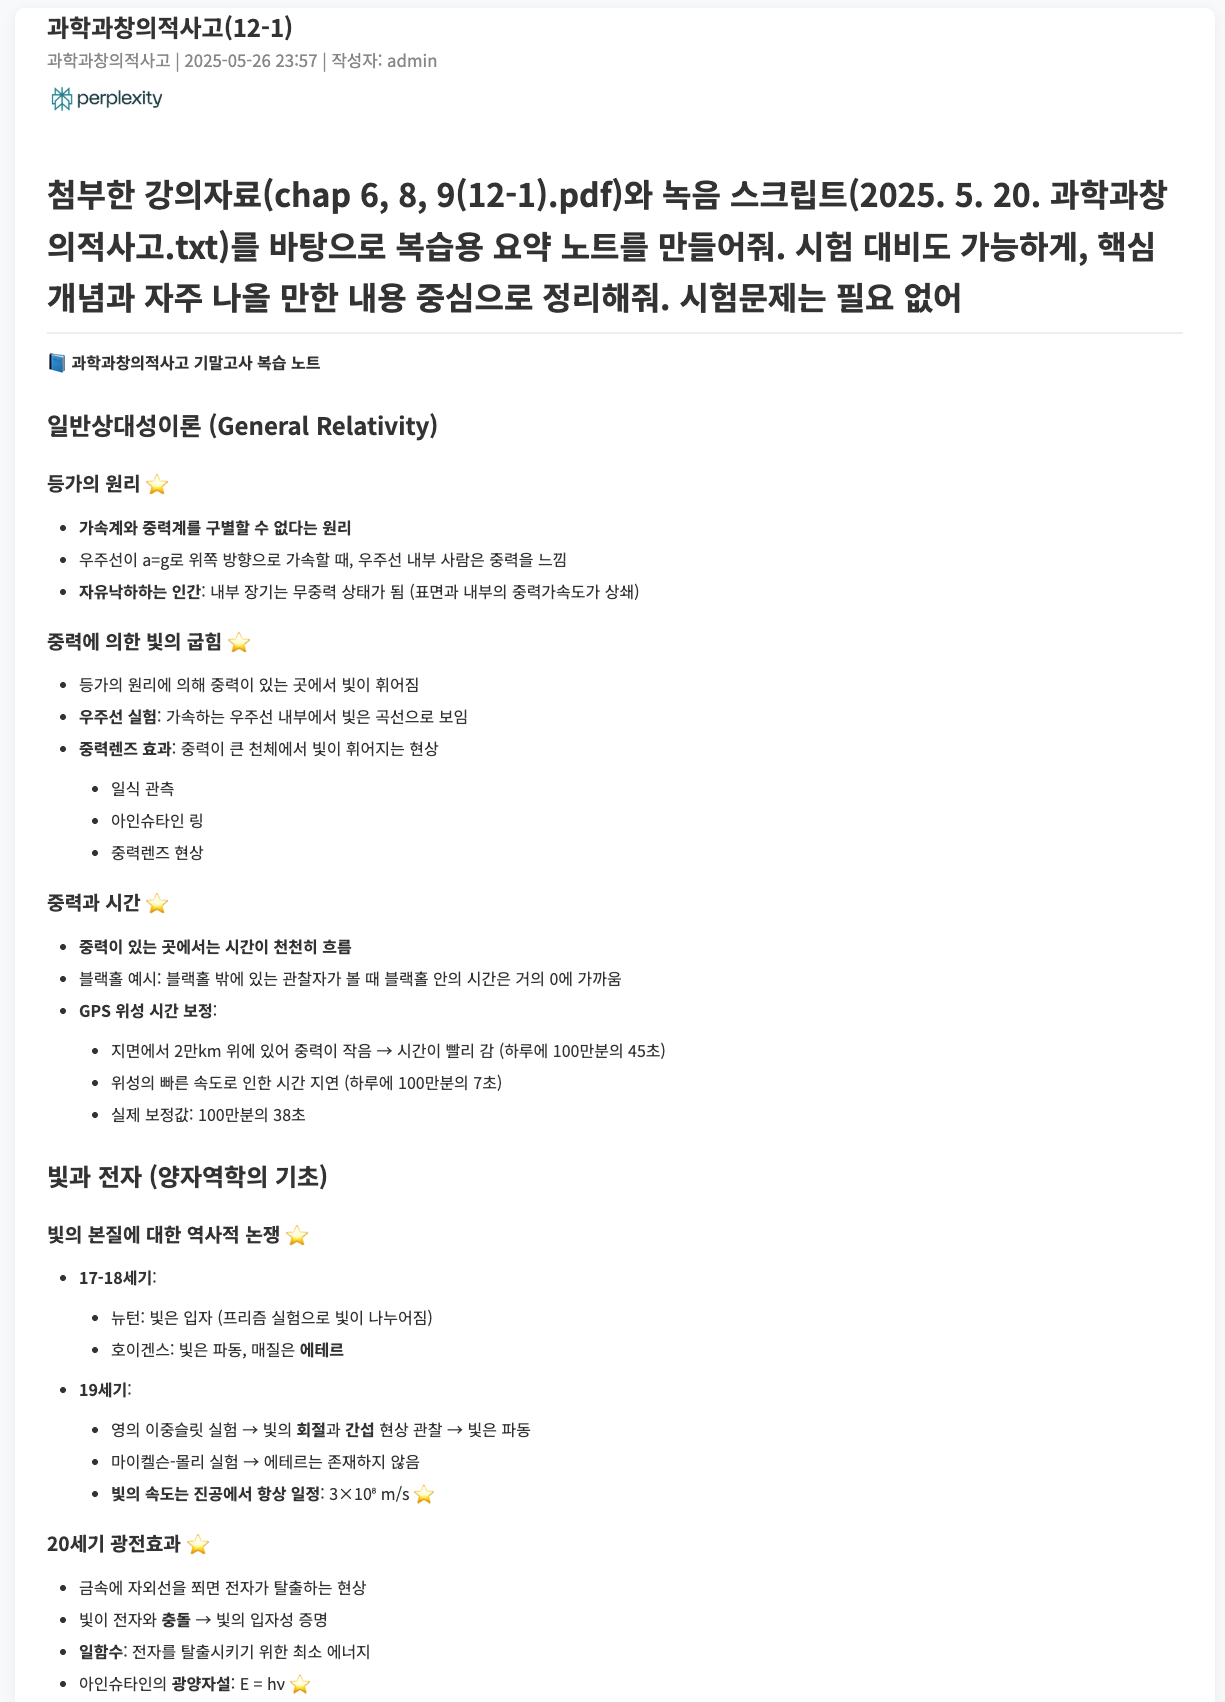 과학과창의적사고(12-1)
과학과창의적사고 | 2025-05-26 23:57 | 작성자: admin
perplexity
첨부한 강의자료(chap 6, 8, 9(12-1).pdf)와 녹음 스크립트(2025. 5. 20. 과학과창
의적사고.txt)를 바탕으로 복습용 요약 노트를 만들어줘. 시험 대비도 가능하게, 핵심
개념과 자주 나올 만한 내용 중심으로 정리해줘. 시험문제는 필요 없어
📘 과학과창의적사고 기말고사 복습 노트
일반상대성이론 (General Relativity)
등가의 원리 ⭐
• 가속계와 중력계를 구별할 수 없다는 원리
• 우주선이 a=g로 위쪽 방향으로 가속할 때, 우주선 내부 사람은 중력을 느낌
• 자유낙하하는 인간: 내부 장기는 무중력 상태가 됨 (표면과 내부의 중력가속도가 상쇄)
중력에 의한 빛의 굽힘 ⭐
• 등가의 원리에 의해 중력이 있는 곳에서 빛이 휘어짐
• 우주선 실험: 가속하는 우주선 내부에서 빛은 곡선으로 보임
• 중력렌즈 효과: 중력이 큰 천체에서 빛이 휘어지는 현상
• 일식 관측
• 아인슈타인 링
• 중력렌즈 현상
중력과 시간 ⭐
• 중력이 있는 곳에서는 시간이 천천히 흐름
• 블랙홀 예시: 블랙홀 밖에 있는 관찰자가 볼 때 블랙홀 안의 시간은 거의 0에 가까움
• GPS 위성 시간 보정:
• 지면에서 2만km 위에 있어 중력이 작음 → 시간이 빨리 감 (하루에 100만분의 45초)
• 위성의 빠른 속도로 인한 시간 지연 (하루에 100만분의 7초)
• 실제 보정값: 100만분의 38초
빛과 전자 (양자역학의 기초)
빛의 본질에 대한 역사적 논쟁 ⭐
• 17-18세기:
• 뉴턴: 빛은 입자 (프리즘 실험으로 빛이 나누어짐)
• 호이겐스: 빛은 파동, 매질은 에테르
• 19세기:
• 영의 이중슬릿 실험 → 빛의 회절과 간섭 현상 관찰 → 빛은 파동
• 마이켈슨-몰리 실험 → 에테르는 존재하지 않음
• 빛의 속도는 진공에서 항상 일정: 3×10⁸ m/s ⭐
20세기 광전효과 ⭐
• 금속에 자외선을 쬐면 전자가 탈출하는 현상
• 빛이 전자와 충돌 → 빛의 입자성 증명
• 일함수: 전자를 탈출시키기 위한 최소 에너지
• 아인슈타인의 광양자설: E = hν ⭐